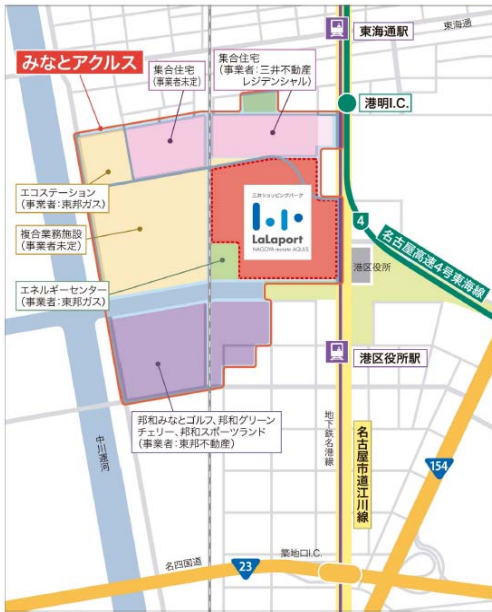 東海通駅
東海通
みなとアクルス
集合住宅
(事業者未定)
集合住宅
(事業者:三井不動産
レジデンシャル)
港明I.C.
エコステーション
(事業者:東邦ガス)
複合業務施設
(事業者未定)
エネルギーセンター
(事業者:東邦ガス)
三井ショッピングパーク
LaLaport
NAGOYA minato AQULS
4
名古屋高速4号東海線
港区役所
港区役所駅
邦和みなとゴルフ、邦和グリーン
チェリー、邦和スポーツランド
(事業者:東邦不動産)
中川運河
地下鉄名港線
名古屋市道江川線
154
築地口I.C.
名四国道
23